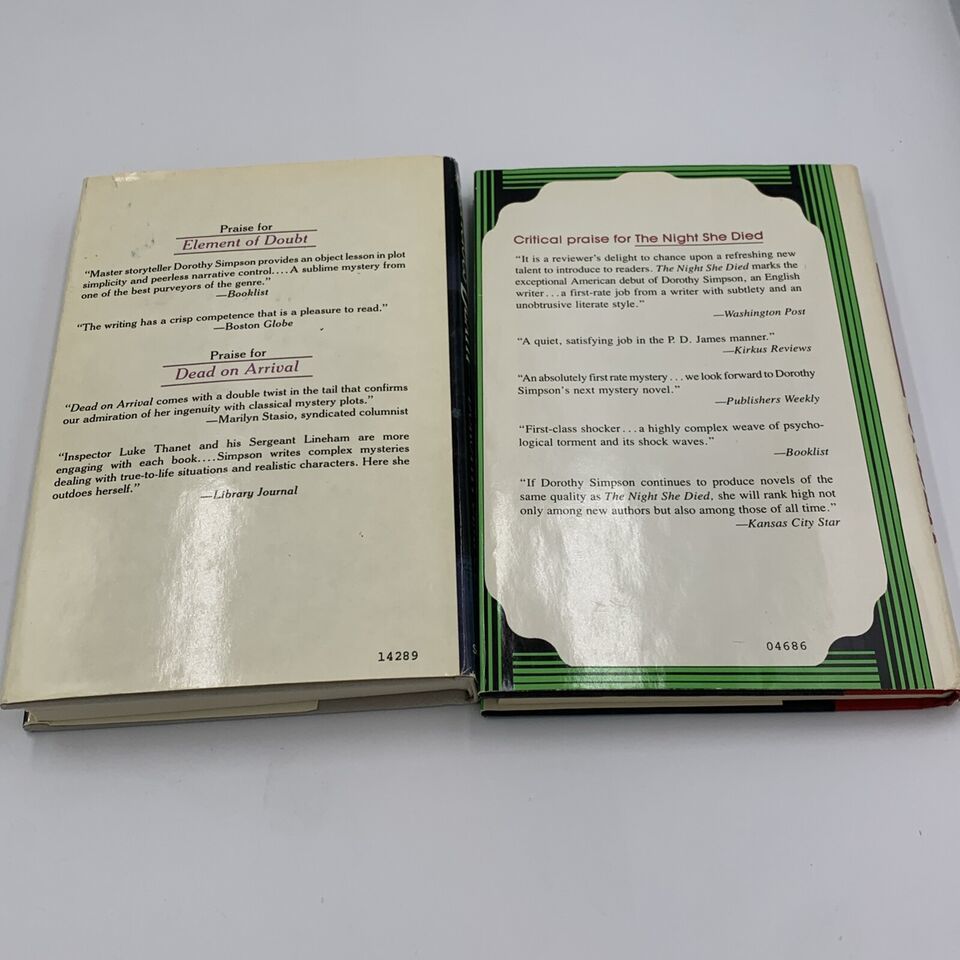 Praise for
Element of Doubt
“Master storyteller Dorothy Simpson provides an object lesson in plot
simplicity and peerless narrative control....A sublime mystery from
one of the best purveyors of the genre.”
—Booklist
“The writing has a crisp competence that is a pleasure to read.”
—Boston Globe
Praise for
Dead on Arrival
“Dead on Arrival comes with a double twist in the tail that confirms
our admiration of her ingenuity with classical mystery plots.”
—Marilyn Stasio, syndicated columnist
“Inspector Luke Thanet and his Sergeant Lineham are more
engaging with each book....Simpson writes complex mysteries
dealing with true-to-life situations and realistic characters. Here she
outdoes herself.”
—Library Journal
14289
Critical praise for The Night She Died
“It is a reviewer's delight to chance upon a refreshing new
talent to introduce to readers. The Night She Died marks the
exceptional American debut of Dorothy Simpson, an English
writer...a first-rate job from a writer with subtlety and an
unobtrusive literate style.”
—Washington Post
“A quiet, satisfying job in the P. D. James manner.”
—Kirkus Reviews
“An absolutely first rate mystery...we look forward to Dorothy
Simpson's next mystery novel.”
—Publishers Weekly
“First-class shocker...a highly complex weave of psycho-
logical torment and its shock waves.”
—Booklist
“If Dorothy Simpson continues to produce novels of the
same quality as The Night She Died, she will rank high not
only among new authors but also among those of all time.”
—Kansas City Star
04686